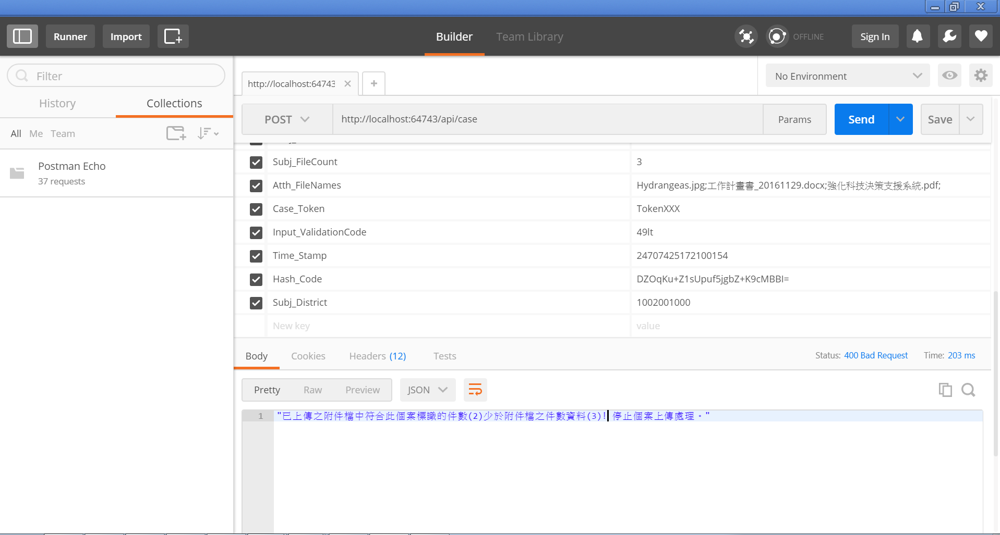 Runner
Import
Builder
Team Library
OFFLINE
Sign In
Filter
History
Collections
All Me Team
Postman Echo
37 requests
http://localhost:64743
No Environment
POST
http://localhost:64743/api/case
Params
Send
Save
Subj_FileCount 3
Atth_FileNames Hydrangeas.jpg;工作計畫書_20161129.docx;強化科技決策支援系統.pdf;
Case_Token TokenXXX
Input_ValidationCode 49lt
Time_Stamp 24707425172100154
Hash_Code DZOqKu+Z1sUpuf5jgbZ+K9cMBBI=
Subj_District 1002001000
New key value
Body Cookies Headers (12) Tests
Status: 400 Bad Request Time: 203 ms
Pretty Raw Preview JSON
1 "已上傳之附件檔中符合此個案標識的件數(2)少於附件檔之件數資料(3)! 停止個案上傳處理。"